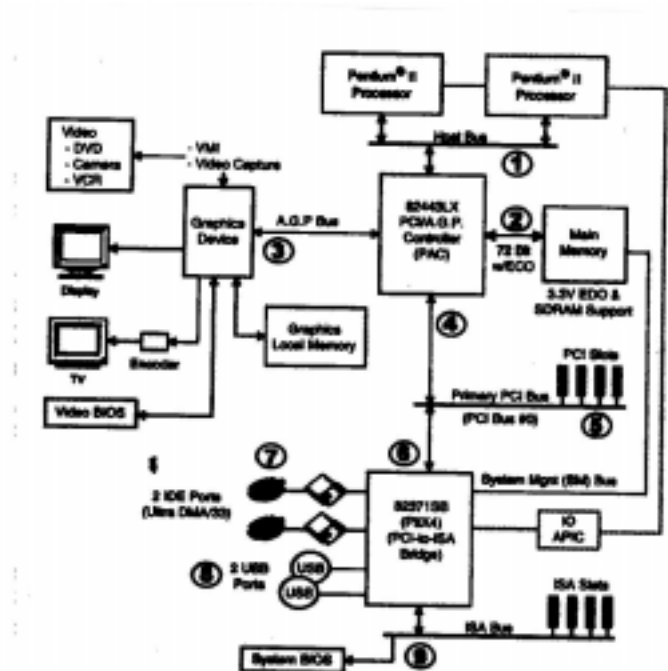 Pentium® II
Processor
Pentium® II
Processor
Host Bus
1
Video
- DVD
- Camera
- VCR
- VMI
- Video Capture
Graphics
Device
A.G.P Bus
3
82443LX
PCI/A.G.P.
Controller
(PAC)
2
72 Bit
w/ECC
Main
Memory
3.3V EDO &
SDRAM Support
Display
TV
Encoder
Graphics
Local Memory
Video BIOS
4
PCI Slots
Primary PCI Bus
(PCI Bus #0)
5
6
7
2 IDE Ports
(Ultra DMA/33)
System Mgnt (SM) Bus
82371SB
(PIIX4)
(PCI-to-ISA
Bridge)
IO
APIC
8
2 USB
Ports
USB
USB
ISA Slots
ISA Bus
9
System BIOS